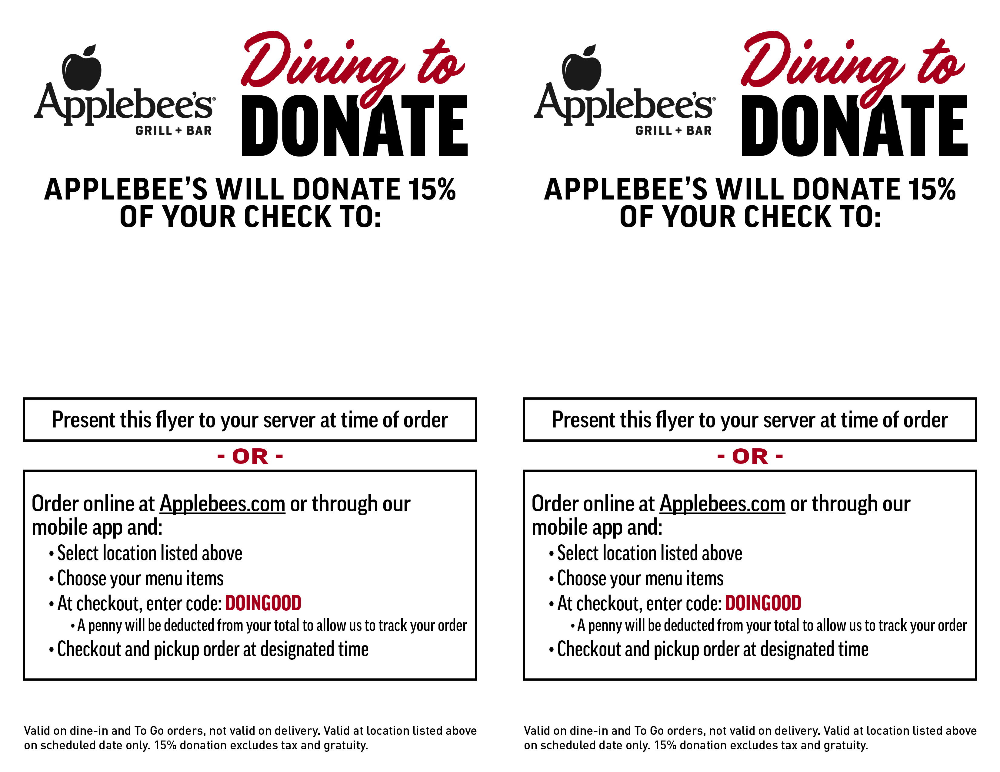 Applebee's®
GRILL + BAR
Dining to
DONATE
APPLEBEE'S WILL DONATE 15%
OF YOUR CHECK TO:
Present this flyer to your server at time of order
- OR -
Order online at Applebees.com or through our
mobile app and:
• Select location listed above
• Choose your menu items
• At checkout, enter code: DOINGOOD
• A penny will be deducted from your total to allow us to track your order
• Checkout and pickup order at designated time
Valid on dine-in and To Go orders, not valid on delivery. Valid at location listed above
on scheduled date only. 15% donation excludes tax and gratuity.
Applebee's®
GRILL + BAR
Dining to
DONATE
APPLEBEE'S WILL DONATE 15%
OF YOUR CHECK TO:
Present this flyer to your server at time of order
- OR -
Order online at Applebees.com or through our
mobile app and:
• Select location listed above
• Choose your menu items
• At checkout, enter code: DOINGOOD
• A penny will be deducted from your total to allow us to track your order
• Checkout and pickup order at designated time
Valid on dine-in and To Go orders, not valid on delivery. Valid at location listed above
on scheduled date only. 15% donation excludes tax and gratuity.